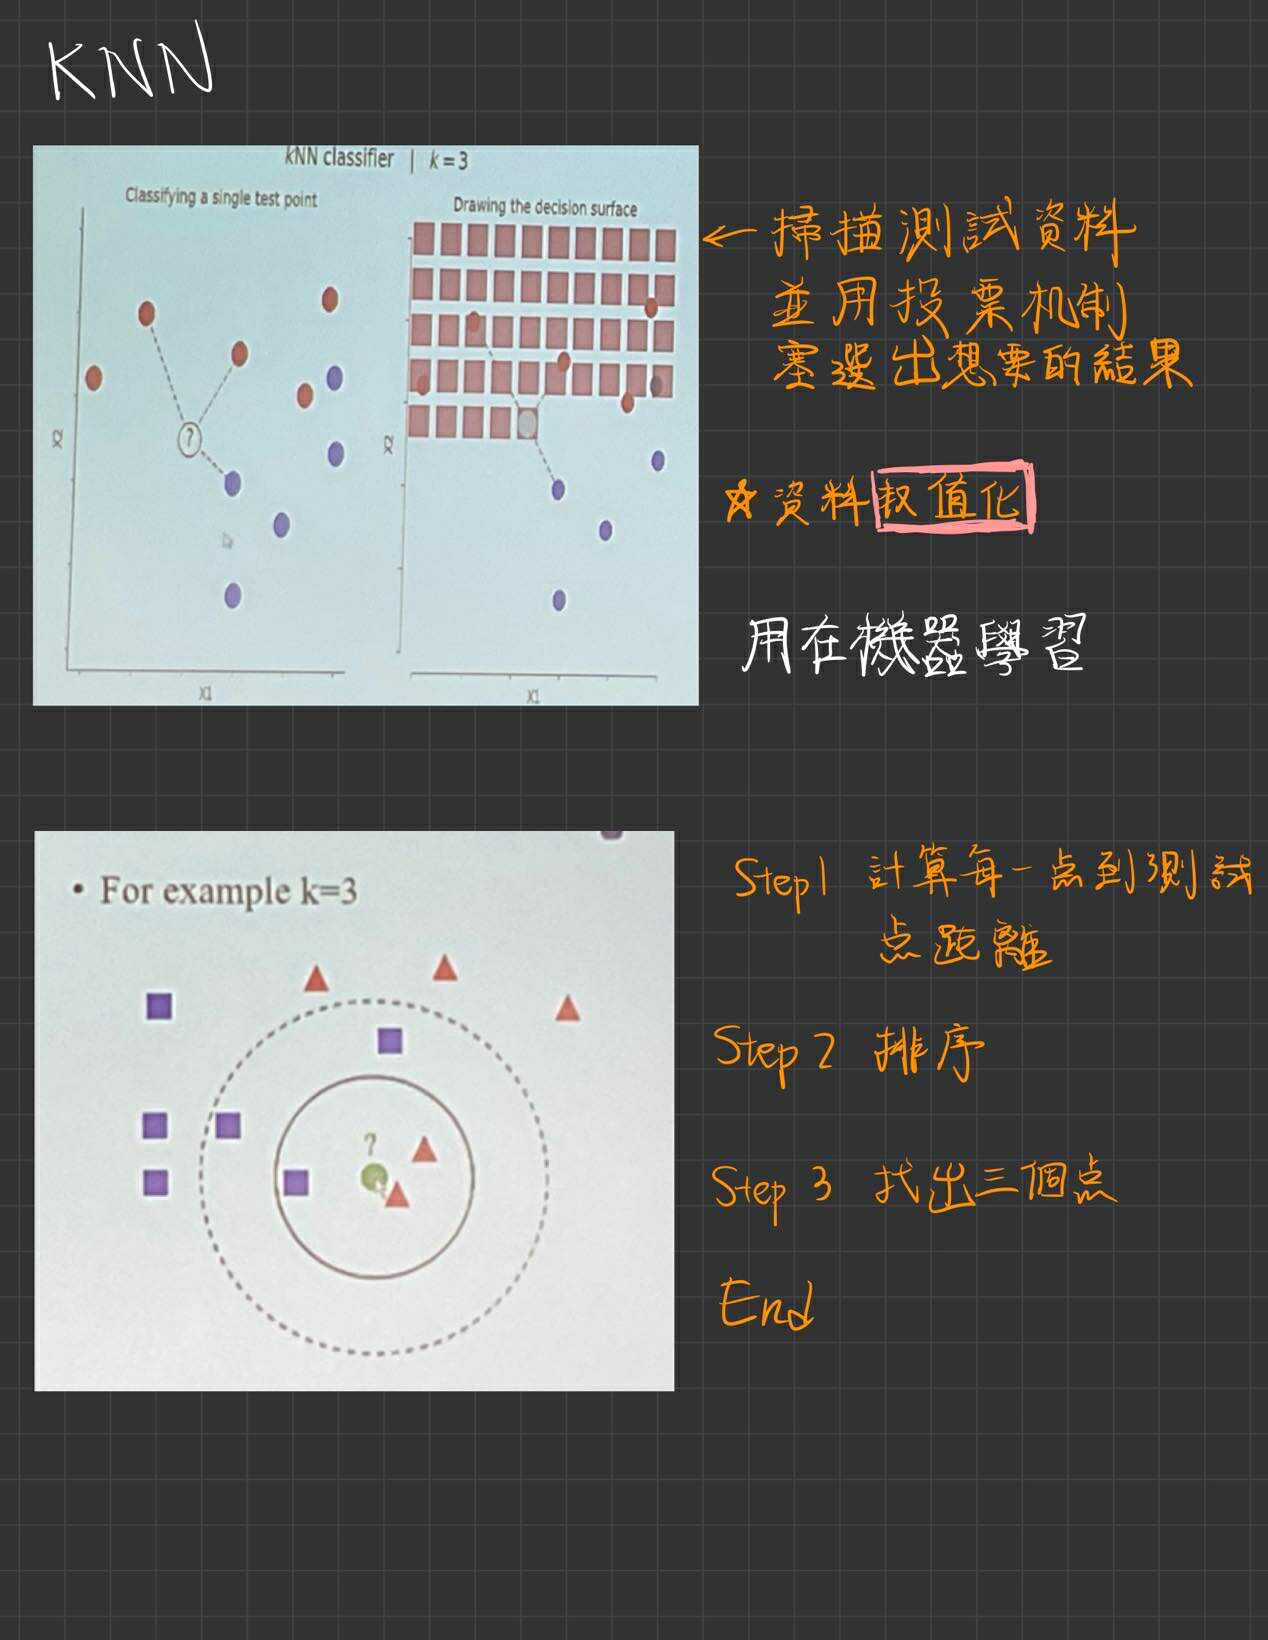 KNN
kNN classifier | k = 3
Classifying a single test point
Drawing the decision surface
X2
?
X1
X2
X1
← 掃描測試資料
並用投票机制
塞選出想要的結果
☆資料权值化
用在機器學習
• For example k=3
?
Step1 計算每一点到測試
点距離
Step 2 排序
Step 3 找出三個点
End